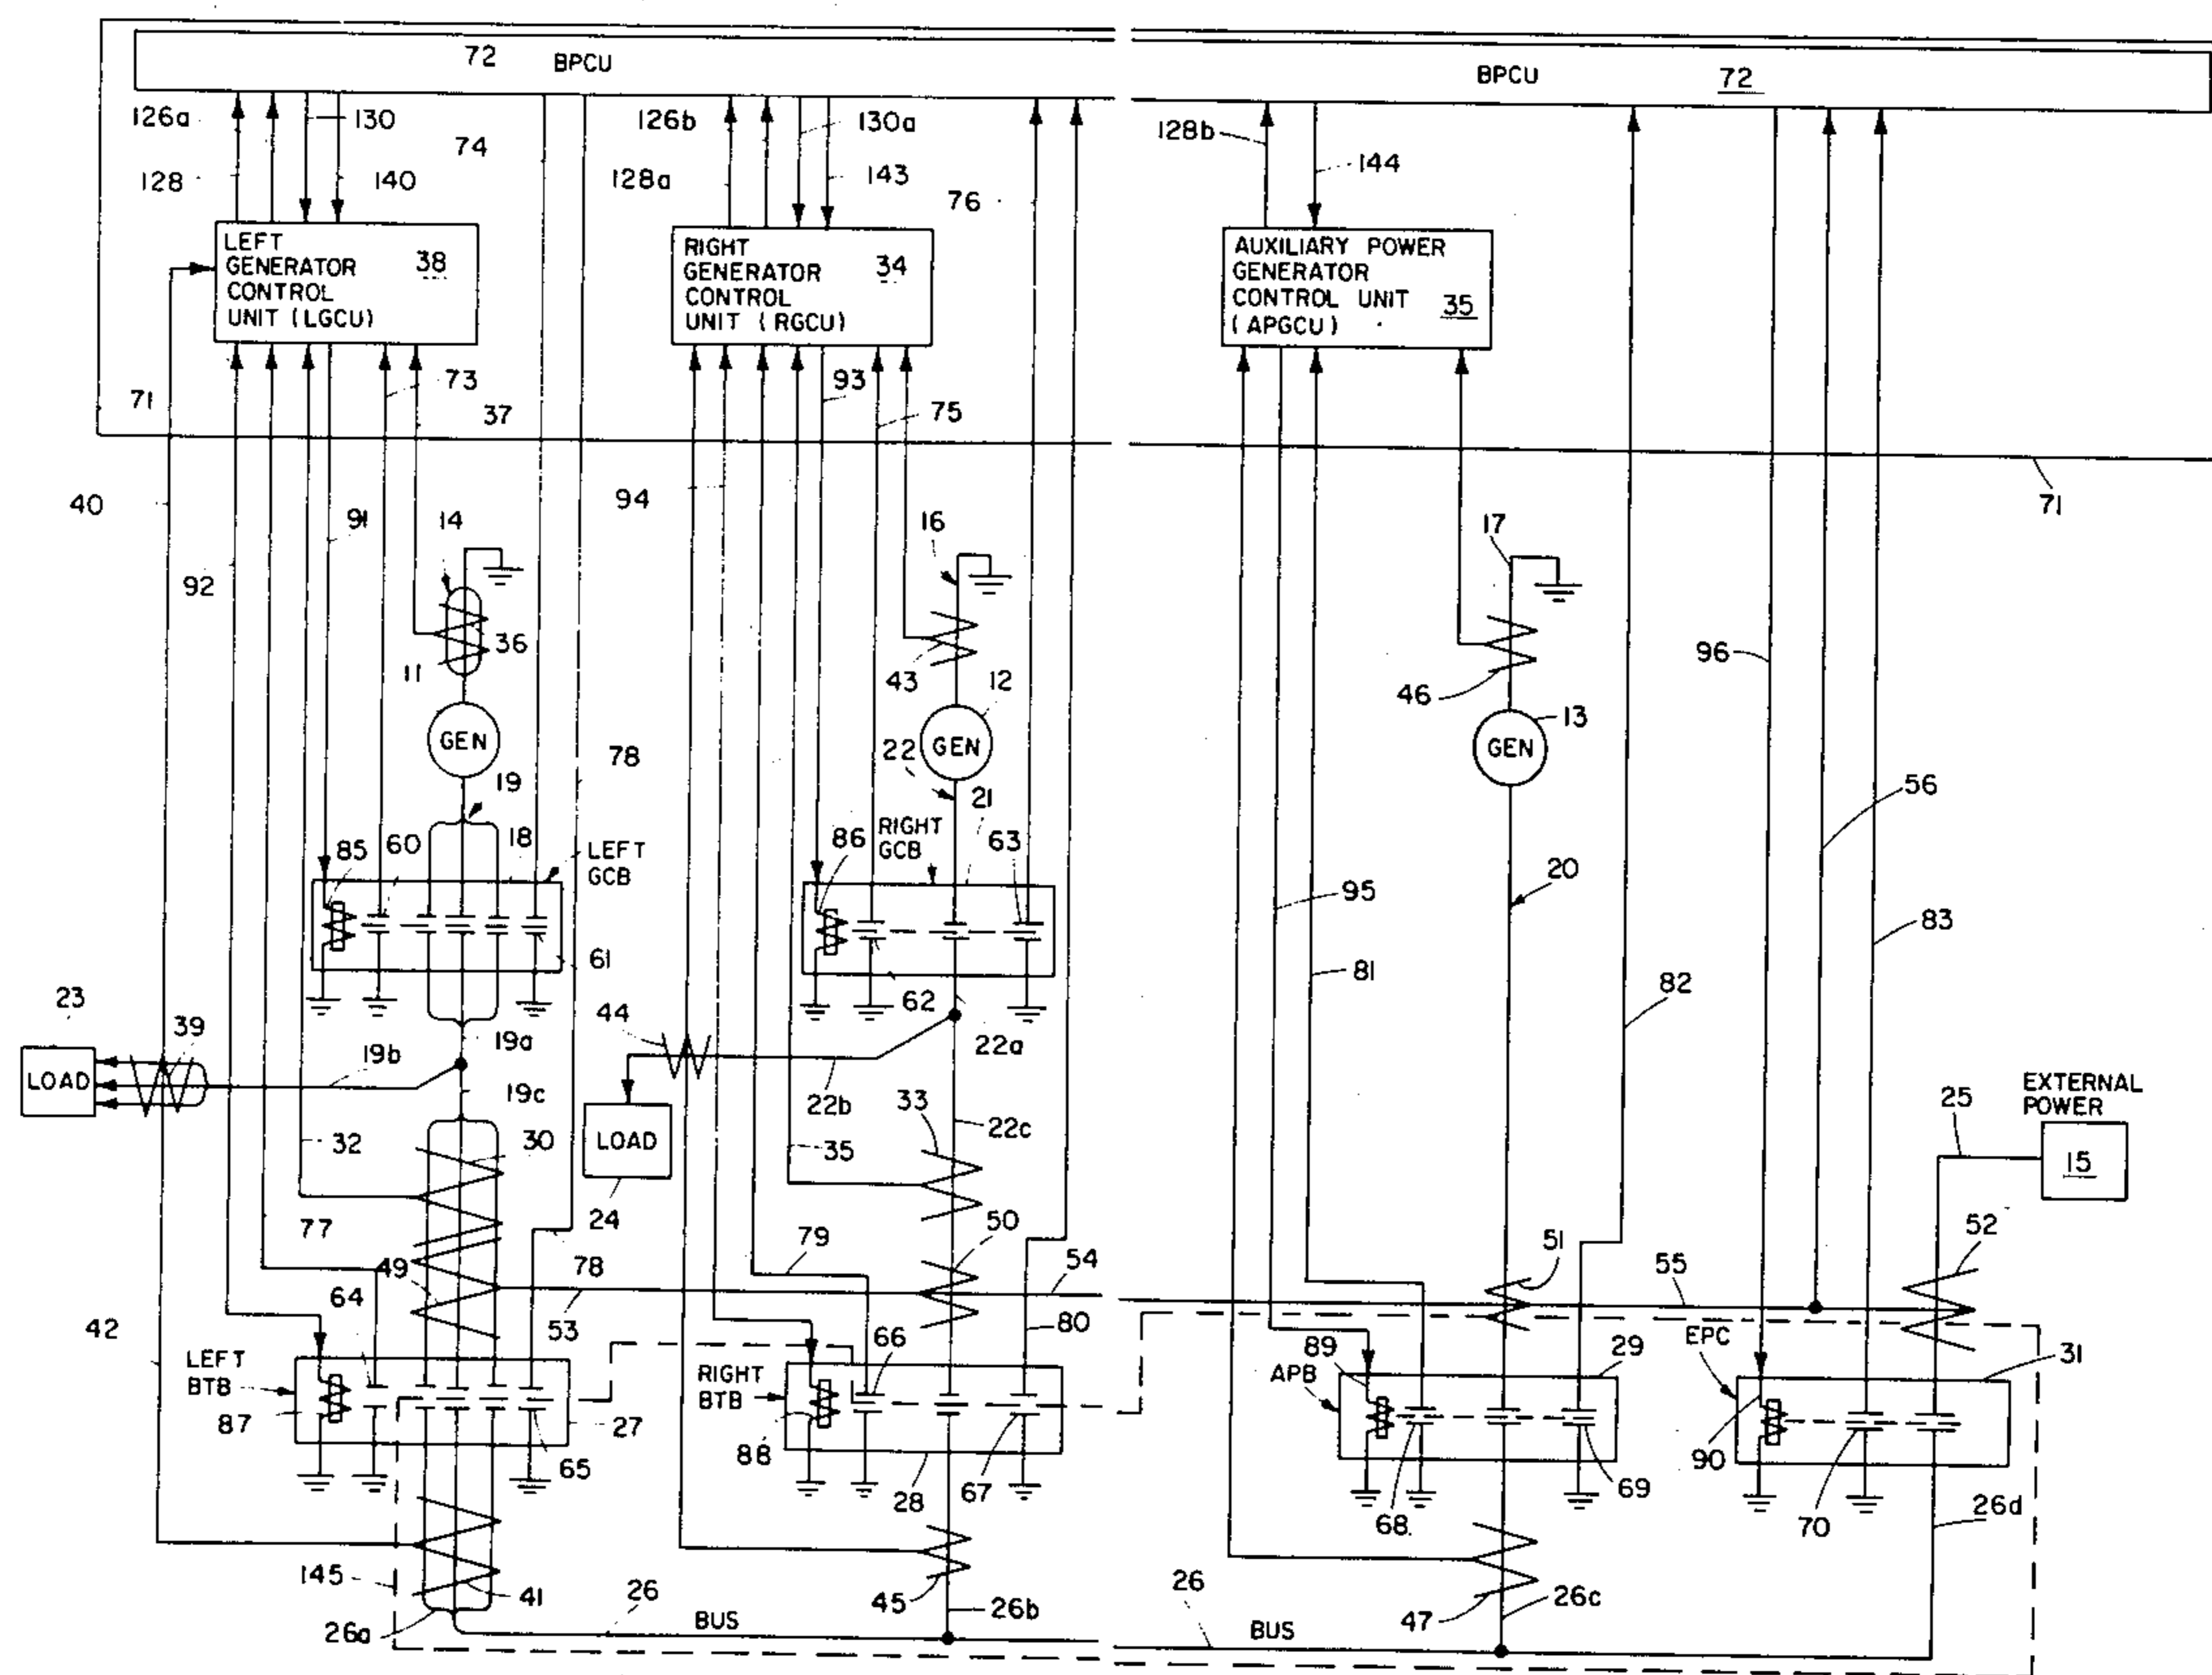 72 BPCU
BPCU 72
126a
130
74
126b
130a
128b
144
128
140
128a
143
76
LEFT
GENERATOR 38
CONTROL
UNIT (LGCU)
RIGHT
GENERATOR 34
CONTROL
UNIT (RGCU)
AUXILIARY POWER
GENERATOR
CONTROL UNIT 35
(APGCU)
71
73
37
93
75
40
91
14
94
16
17
71
92
36
11
43
12
96
46
GEN
GEN
GEN
13
19
78
22
21
56
85
60
18
LEFT
GCB
86
RIGHT
GCB
63
95
20
83
61
62
81
82
23
39
19b
19a
44
22a
LOAD
19c
22b
33
22c
25
EXTERNAL
POWER
15
32
30
LOAD
35
77
24
50
51
52
49
78
79
54
55
64
53
42
80
66
EPC
LEFT
BTB
RIGHT
BTB
APB
89
29
31
87
27
88
65
28
67
68.
69
90
70
26d
145
41
26
45
26b
47
26c
26
26a
BUS
BUS